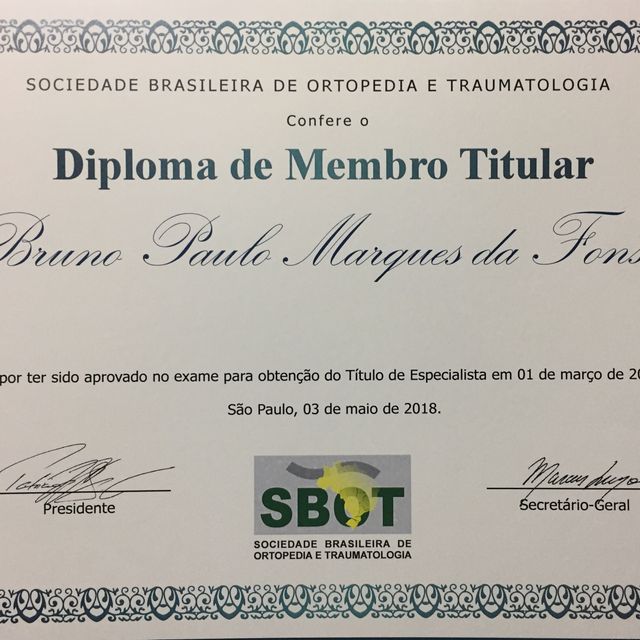 SOCIEDADE BRASILEIRA DE ORTOPEDIA E TRAUMATOLOGIA
Confere o
Diploma de Membro Titular
Bruno Paulo Marques da Fons
por ter sido aprovado no exame para obtenção do Título de Especialista em 01 de março de 20
São Paulo, 03 de maio de 2018.
Presidente
SBOT
SOCIEDADE BRASILEIRA DE
ORTOPEDIA E TRAUMATOLOGIA
Secretário-Geral